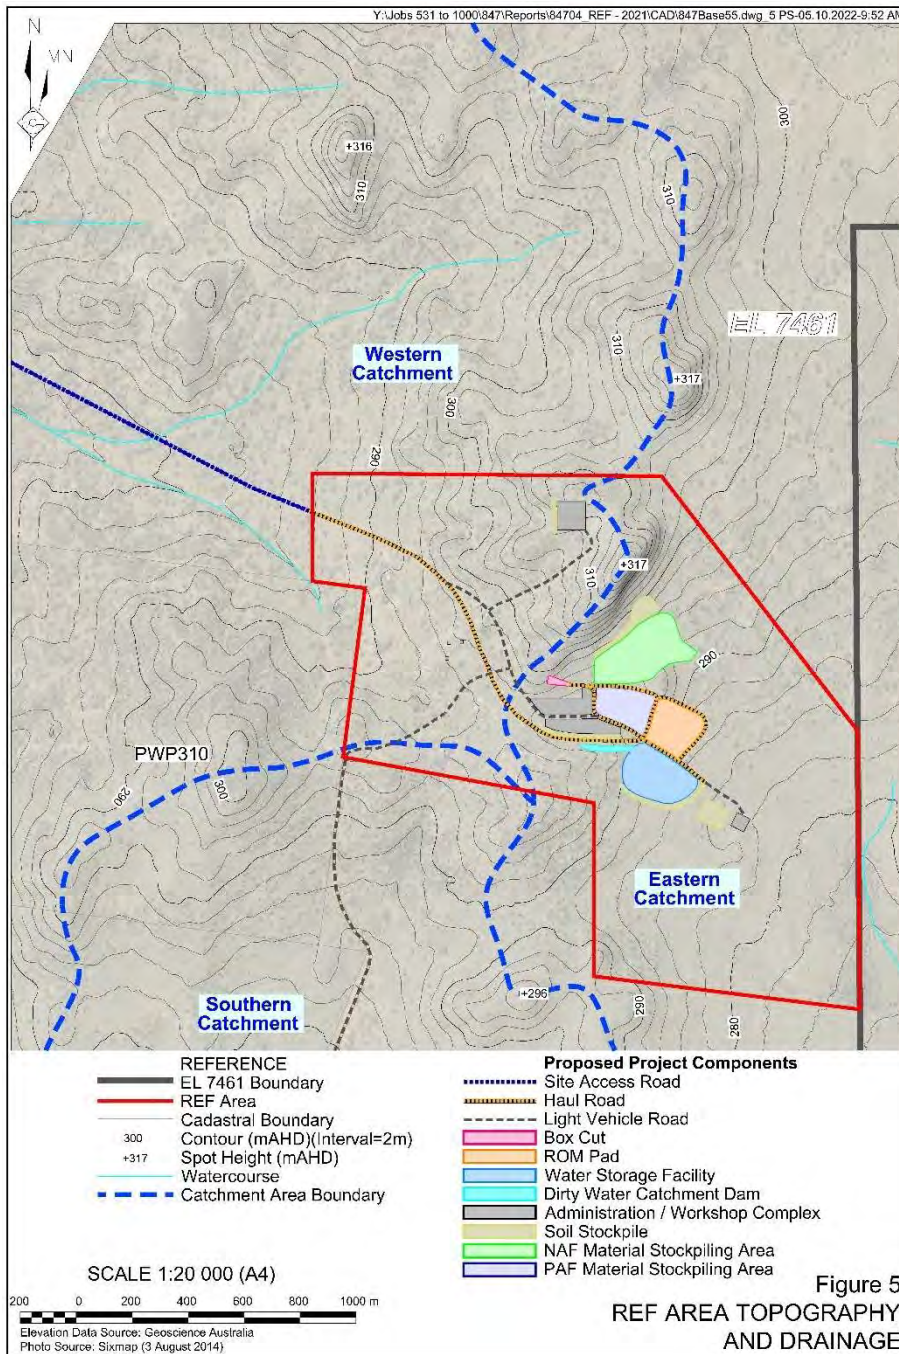 Y:\Jobs 531 to 1000\847\Reports\84704_REF - 2021\CAD\847Base55.dwg_5 PS-05.10.2022-9:52 AM
N
MN
300
+316
310
310
EL 7461
310
Western
Catchment
+317
300
290
+317
310
290
PWP310
290
300
Eastern
Catchment
+296
Southern
Catchment
290
280
REFERENCE
EL 7461 Boundary
REF Area
Cadastral Boundary
300 Contour (mAHD)(Interval=2m)
+317 Spot Height (mAHD)
Watercourse
Catchment Area Boundary
SCALE 1:20 000 (A4)
200 0 200 400 600 800 1000 m
Elevation Data Source: Geoscience Australia
Photo Source: Sixmap (3 August 2014)
Proposed Project Components
Site Access Road
Haul Road
Light Vehicle Road
Box Cut
ROM Pad
Water Storage Facility
Dirty Water Catchment Dam
Administration / Workshop Complex
Soil Stockpile
NAF Material Stockpiling Area
PAF Material Stockpiling Area
Figure 5
REF AREA TOPOGRAPHY
AND DRAINAGE